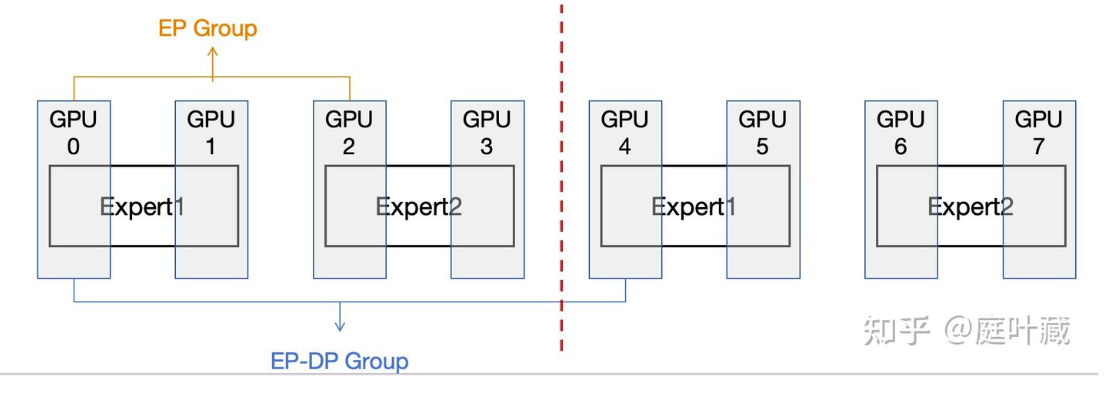 EP Group
GPU 0
GPU 1
GPU 2
GPU 3
GPU 4
GPU 5
GPU 6
GPU 7
Expert1
Expert2
Expert1
Expert2
EP-DP Group
知乎 @庭叶藏